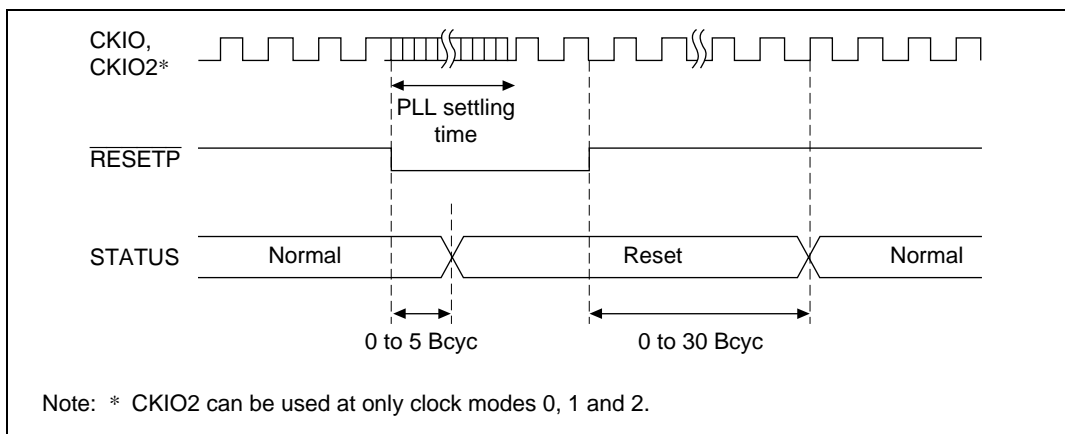 CKIO,
CKIO2*
PLL settling
time
RESETP
STATUS
Normal
Reset
Normal
0 to 5 Bcyc
0 to 30 Bcyc
Note: * CKIO2 can be used at only clock modes 0, 1 and 2.